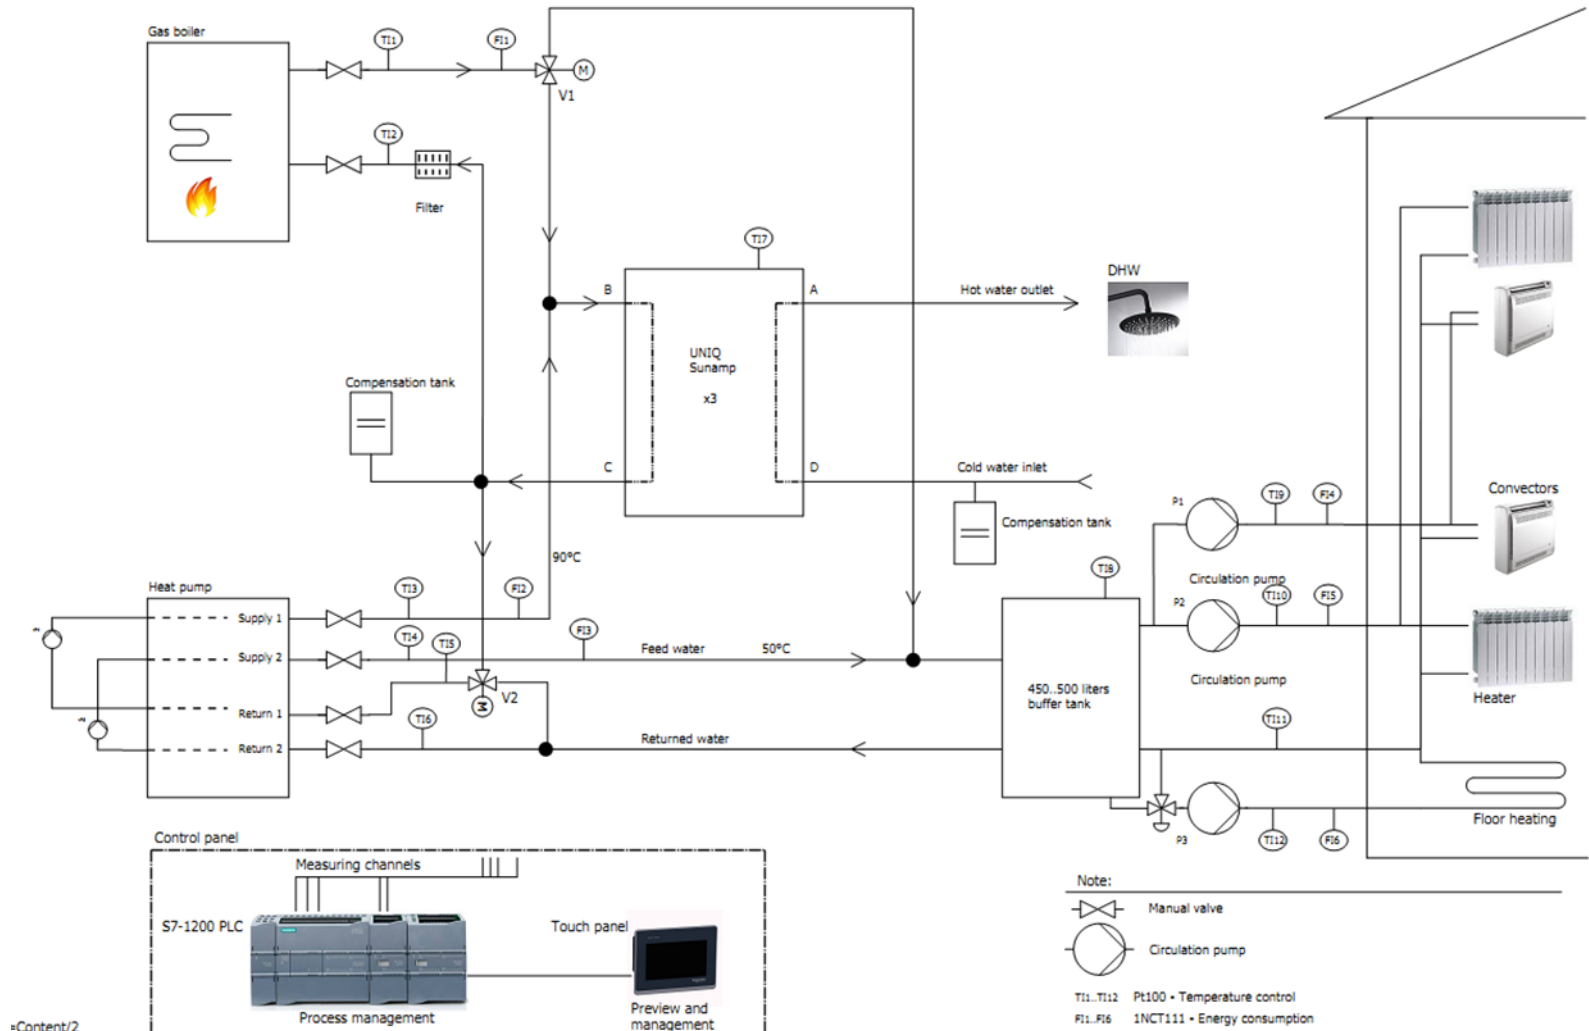 Gas boiler
TI1
FI1
M
V1
TI2
Filter
TI7
B
A
Hot water outlet
DHW
UNIQ
Sunamp
x3
Compensation tank
C
D
Cold water inlet
Compensation tank
90ºC
Convectors
P1
TI9
FI4
TI8
Circulation pump
P2
TI10
FI5
Circulation pump
Heat pump
Supply 1
TI3
FI2
Supply 2
TI4
TI5
FI3
Feed water
50ºC
Return 1
M
V2
Return 2
TI6
Returned water
450..500 liters
buffer tank
TI11
Heater
P3
TI12
FI6
Floor heating
Control panel
Measuring channels
S7-1200 PLC
SIEMENS
Touch panel
Process management
Preview and
management
Note:
Manual valve
Circulation pump
TI1..TI12 Pt100 - Temperature control
FI1..FI6 1NCT111 - Energy consumption
=Content/2